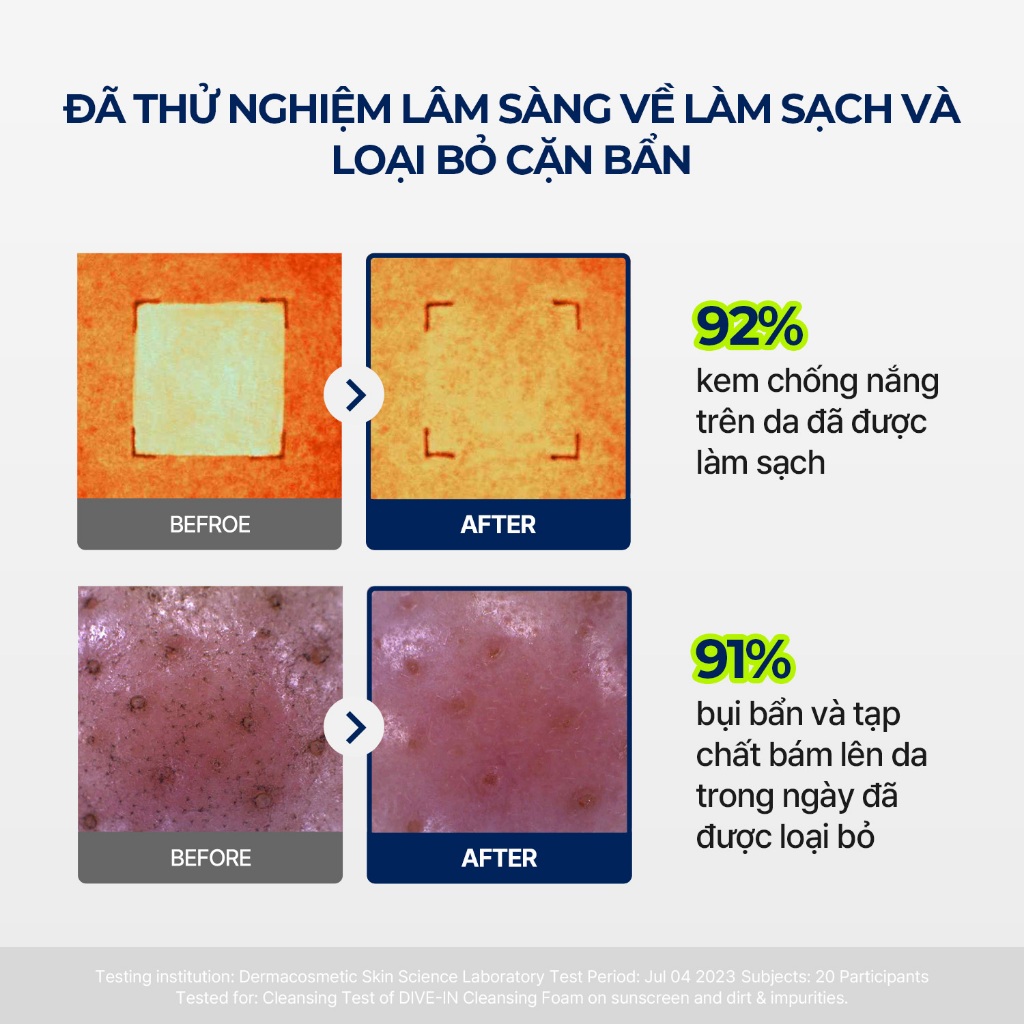 ĐÃ THỬ NGHIỆM LÂM SÀNG VỀ LÀM SẠCH VÀ
LOẠI BỎ CẶN BẨN
92%
kem chống nắng
trên da đã được
làm sạch
BEFROE
AFTER
91%
bụi bẩn và tạp
chất bám lên da
trong ngày đã
được loại bỏ
BEFORE
AFTER
Testing institution: Dermacosmetic Skin Science Laboratory Test Period: Jul 04 2023 Subjects: 20 Participants
Tested for: Cleansing Test of DIVE-IN Cleansing Foam on sunscreen and dirt & impurities.